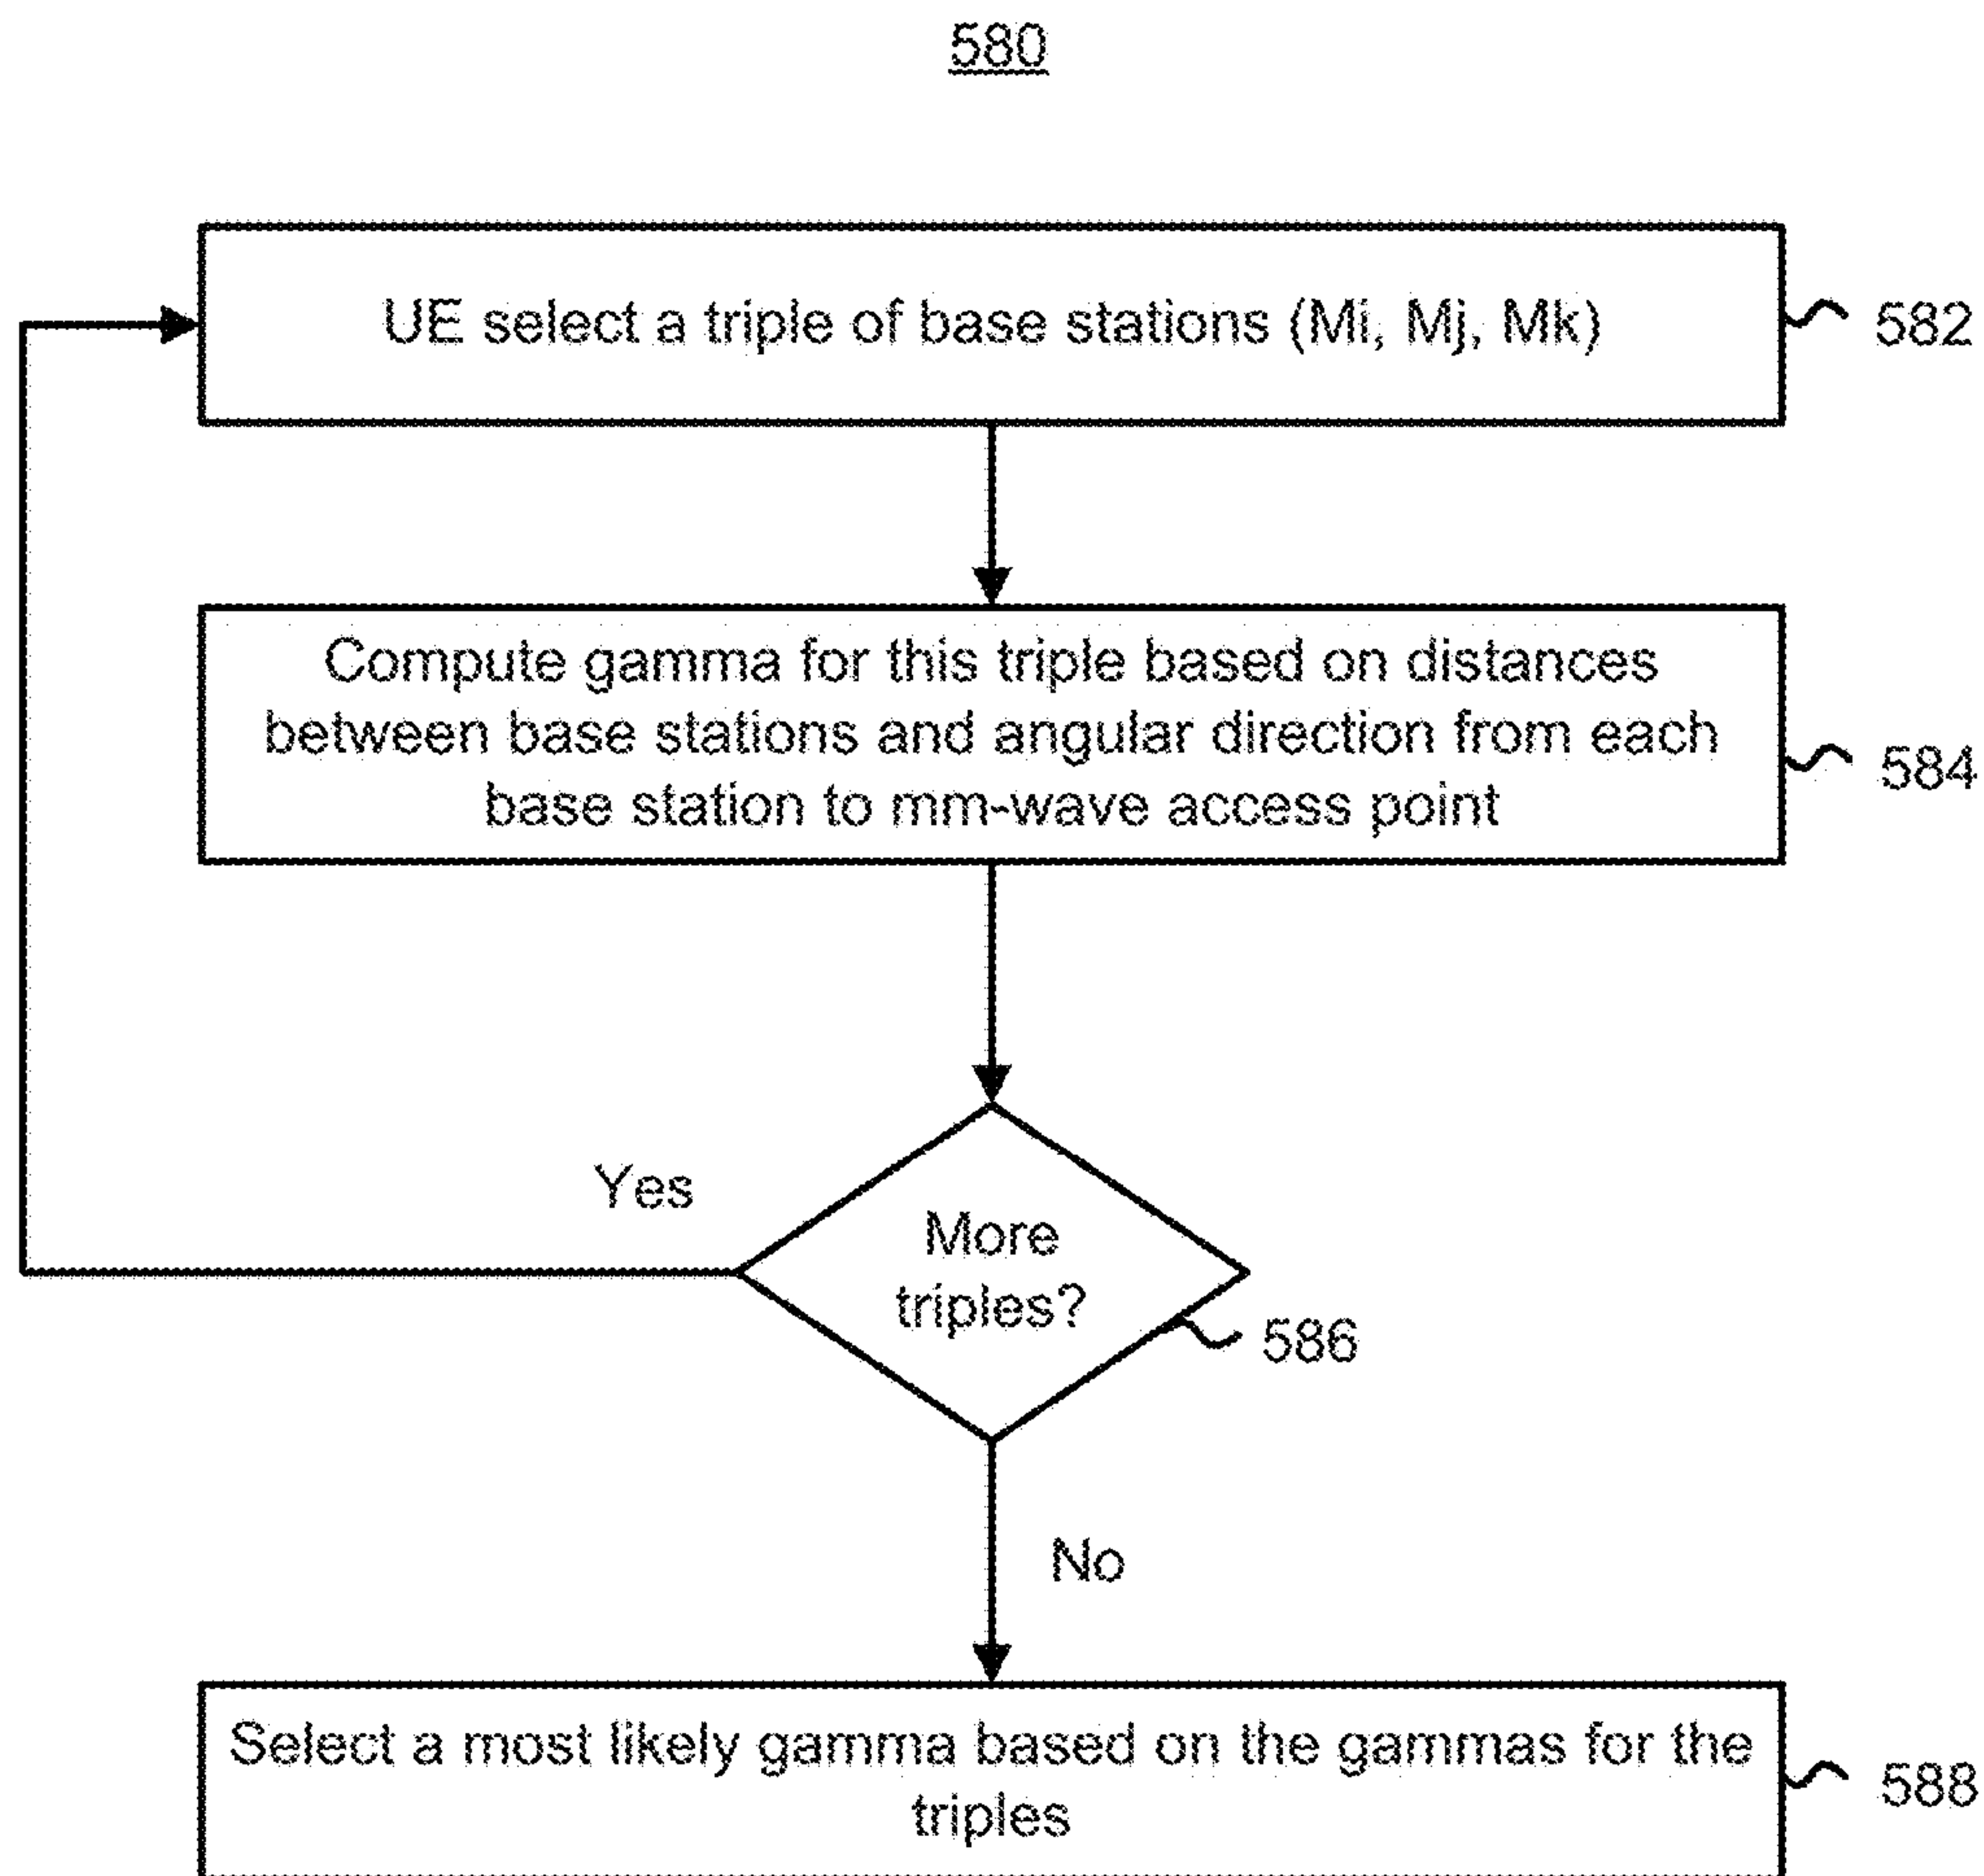 580
UE select a triple of base stations (Mi, Mj, Mk)
582
Compute gamma for this triple based on distances
between base stations and angular direction from each
base station to mm-wave access point
584
Yes
More
triples?
586
No
Select a most likely gamma based on the gammas for the
triples
588